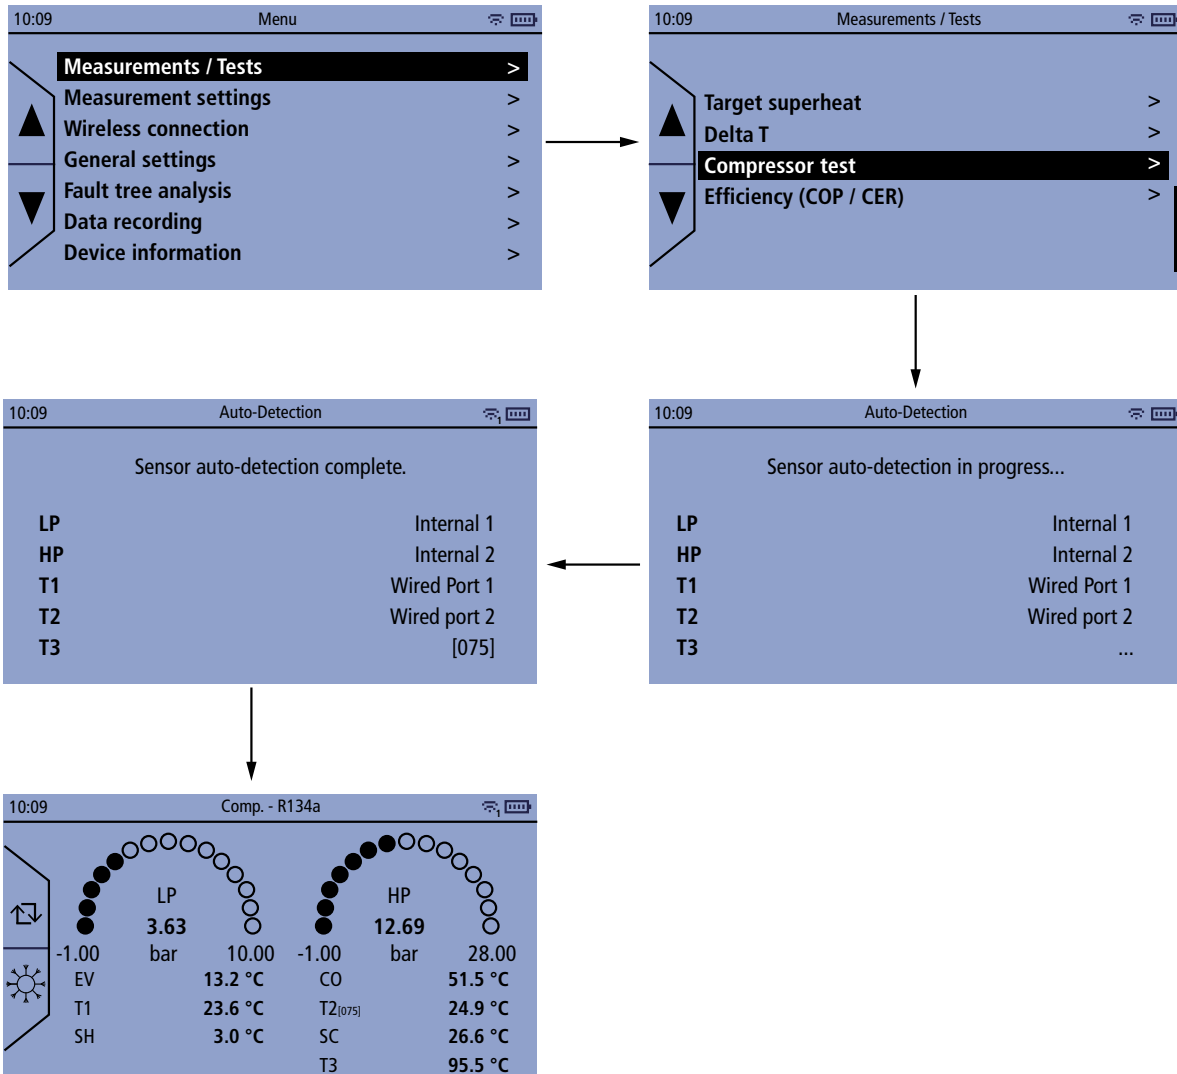 10:09 Menu
Measurements / Tests >
Measurement settings >
Wireless connection >
General settings >
Fault tree analysis >
Data recording >
Device information >
10:09 Measurements / Tests
Target superheat >
Delta T >
Compressor test >
Efficiency (COP / CER) >
10:09 Auto-Detection
Sensor auto-detection in progress...
LP Internal 1
HP Internal 2
T1 Wired Port 1
T2 Wired port 2
T3 ...
10:09 Auto-Detection 1
Sensor auto-detection complete.
LP Internal 1
HP Internal 2
T1 Wired Port 1
T2 Wired port 2
T3 [075]
10:09 Comp. - R134a 1
LP HP
3.63 12.69
-1.00 bar 10.00 -1.00 bar 28.00
EV 13.2 °C CO 51.5 °C
T1 23.6 °C T2[075] 24.9 °C
SH 3.0 °C SC 26.6 °C
T3 95.5 °C